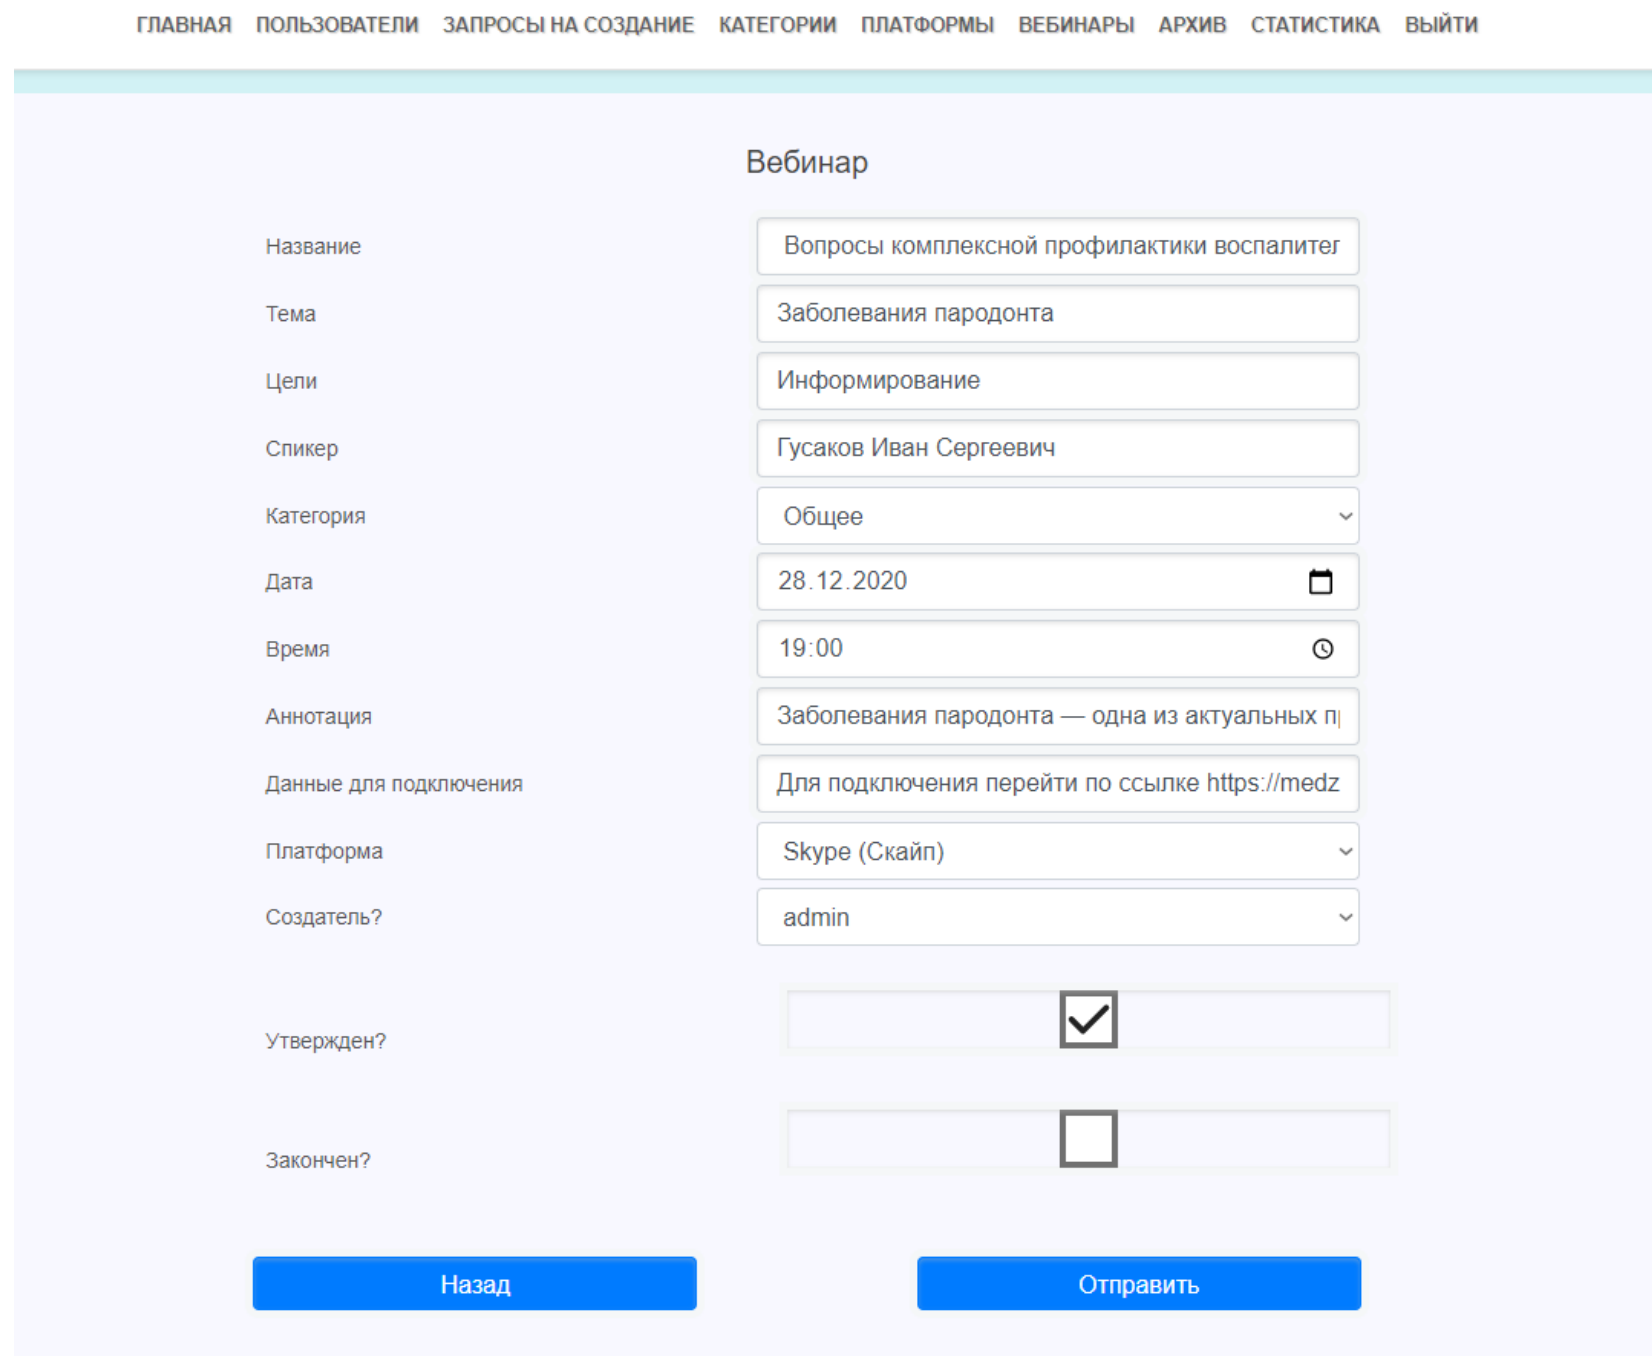 ГЛАВНАЯ ПОЛЬЗОВАТЕЛИ ЗАПРОСЫ НА СОЗДАНИЕ КАТЕГОРИИ ПЛАТФОРМЫ ВЕБИНАРЫ АРХИВ СТАТИСТИКА ВЫЙТИ
Вебинар
Название Вопросы комплексной профилактики воспалител
Тема Заболевания пародонта
Цели Информирование
Спикер Гусаков Иван Сергеевич
Категория Общее
Дата 28.12.2020
Время 19:00
Аннотация Заболевания пародонта — одна из актуальных п
Данные для подключения Для подключения перейти по ссылке https://medz
Платформа Skype (Скайп)
Создатель? admin
Утвержден?
Закончен?
Назад Отправить